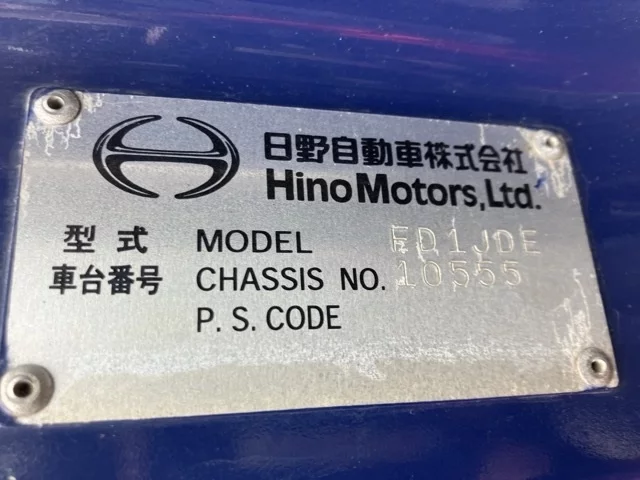 日野自動車株式会社
Hino Motors, Ltd.
型式 MODEL FD1JDE
車台番号 CHASSIS NO. 10555
P. S. CODE